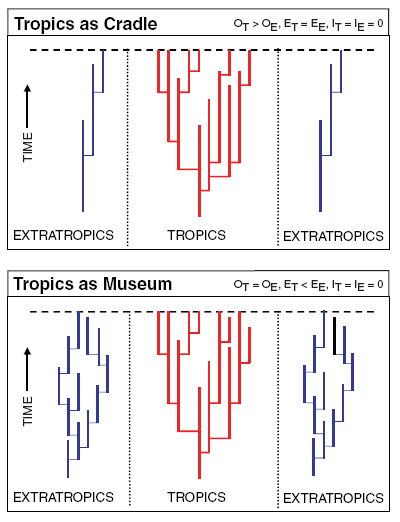 Tropics as Cradle O_T > O_E, E_T = E_E, I_T = I_E = 0
TIME
EXTRATROPICS TROPICS EXTRATROPICS
Tropics as Museum O_T = O_E, E_T < E_E, I_T = I_E = 0
TIME
EXTRATROPICS TROPICS EXTRATROPICS